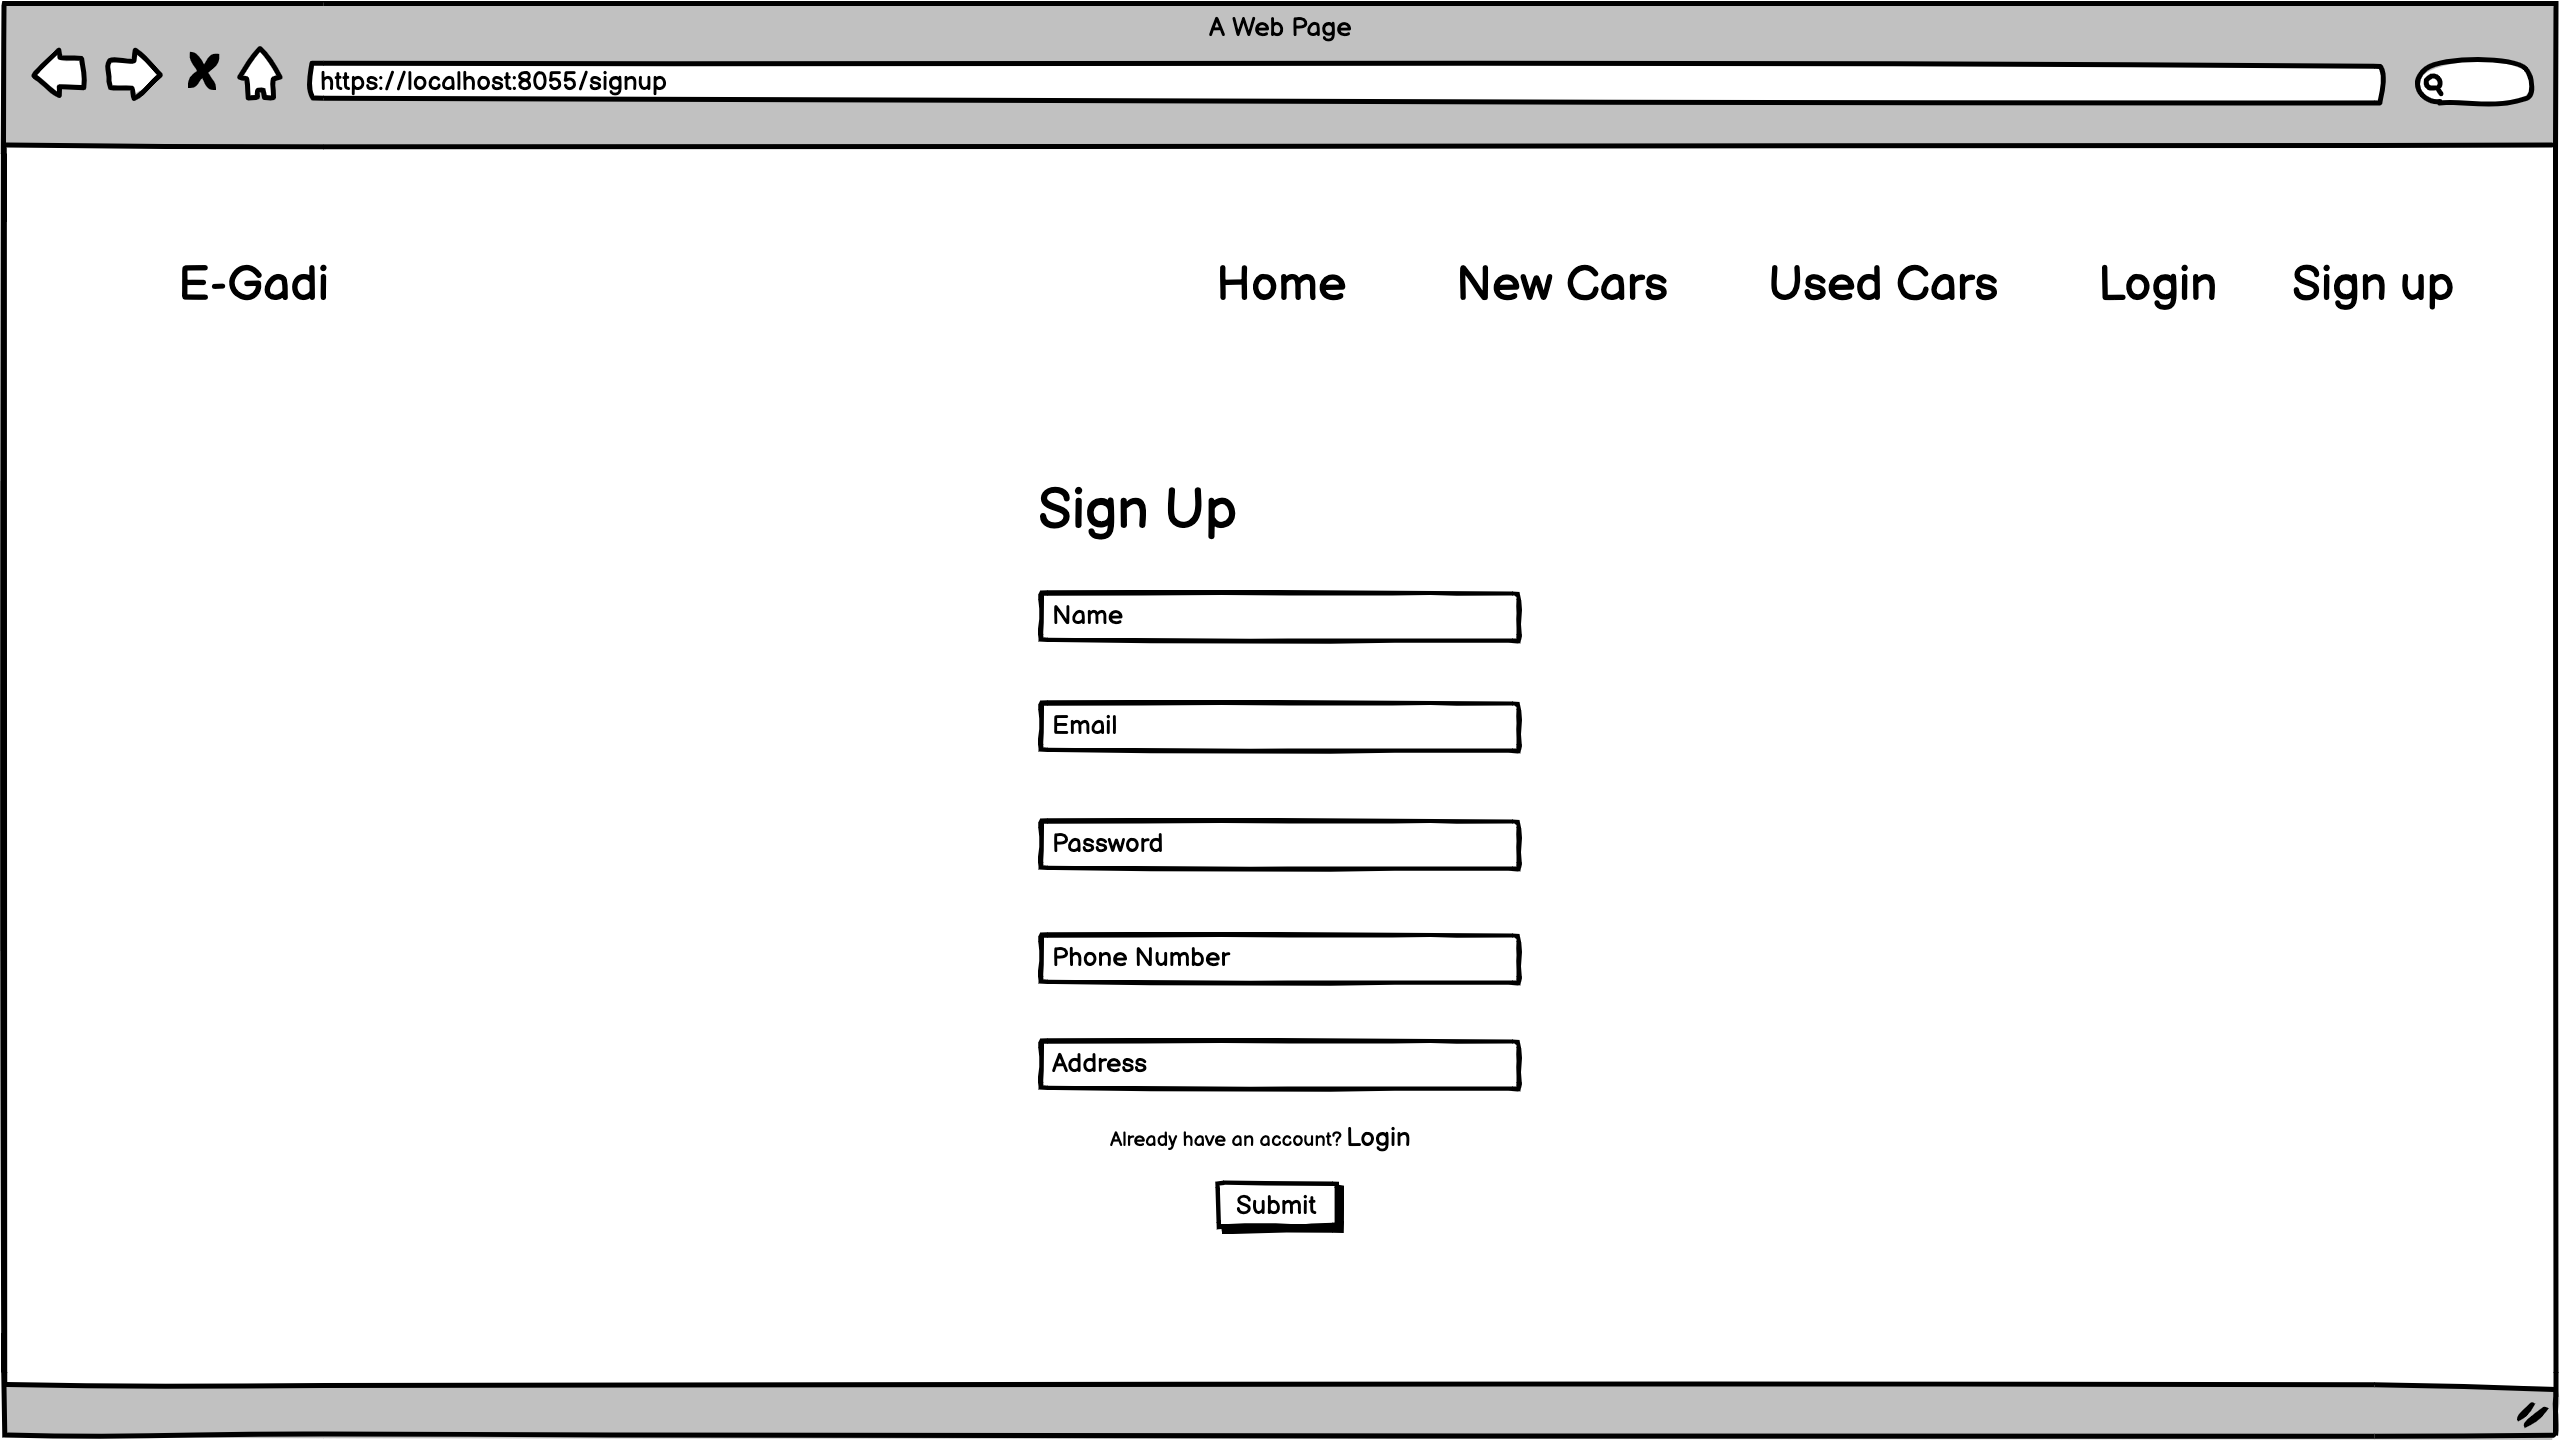 A Web Page
https://localhost:8055/signup
E-Gadi Home New Cars Used Cars Login Sign up
Sign Up
Name
Email
Password
Phone Number
Address
Already have an account? Login
Submit